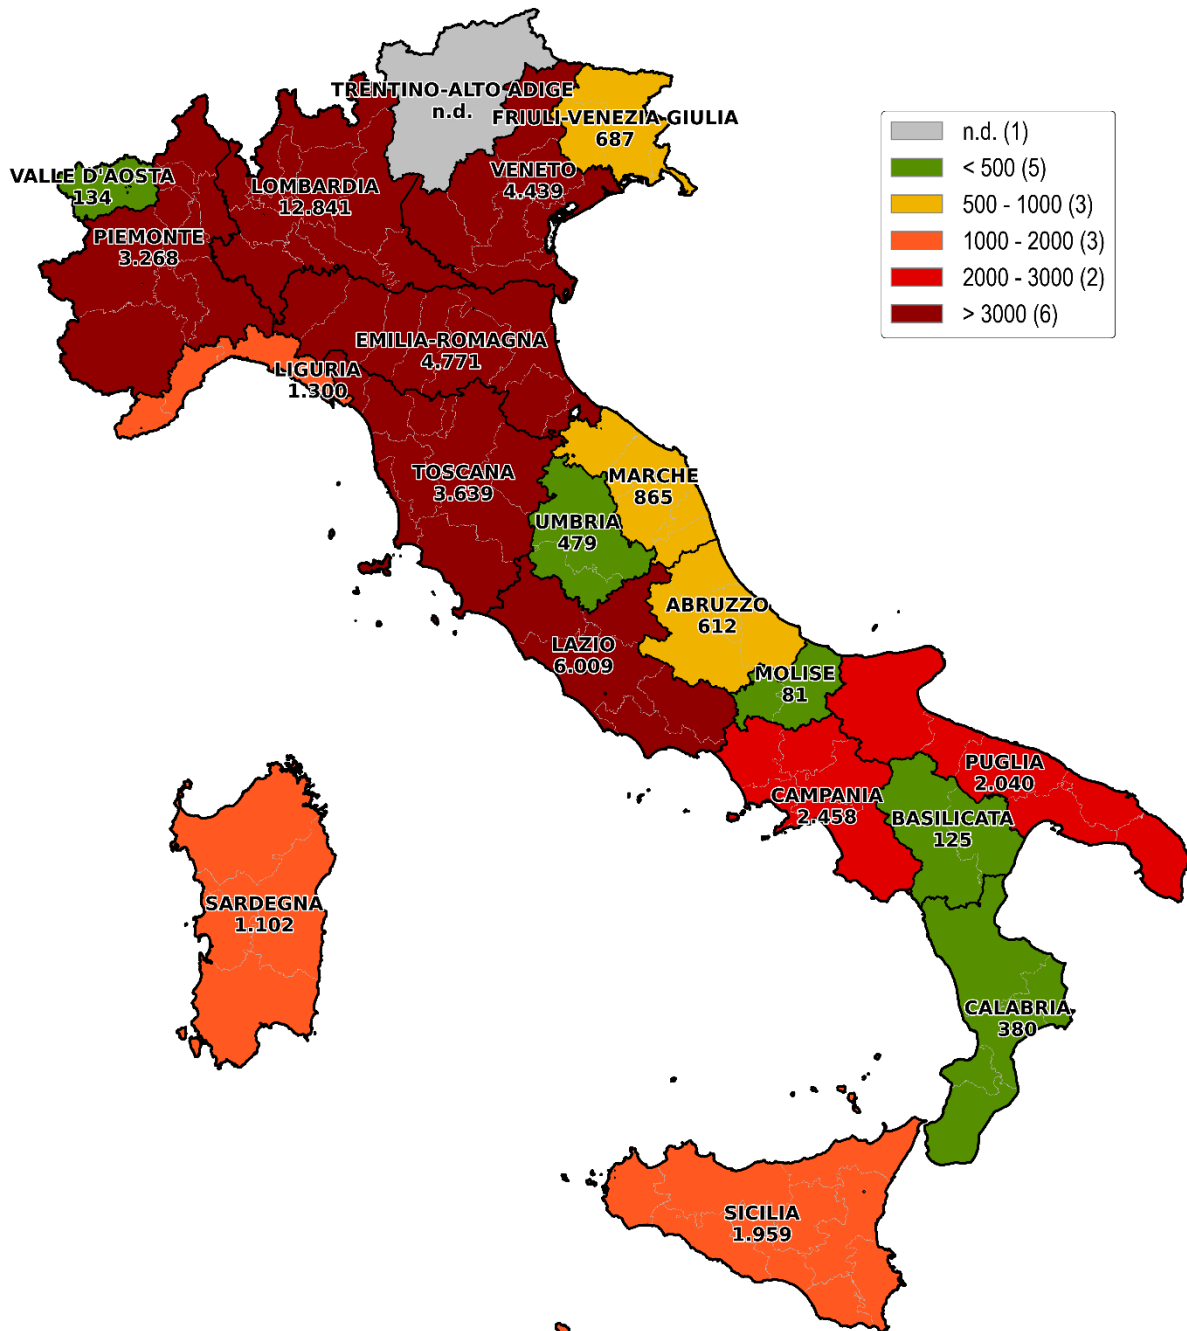 TRENTINO-ALTO ADIGE
n.d.
FRIULI-VENEZIA GIULIA
687
VALLE D'AOSTA
134
LOMBARDIA
12.841
VENETO
4.439
PIEMONTE
3.268
EMILIA-ROMAGNA
4.771
LIGURIA
1.300
TOSCANA
3.639
MARCHE
865
UMBRIA
479
ABRUZZO
612
LAZIO
6.009
MOLISE
81
PUGLIA
2.040
CAMPANIA
2.458
BASILICATA
125
SARDEGNA
1.102
CALABRIA
380
SICILIA
1.959
n.d. (1)
< 500 (5)
500 - 1000 (3)
1000 - 2000 (3)
2000 - 3000 (2)
> 3000 (6)